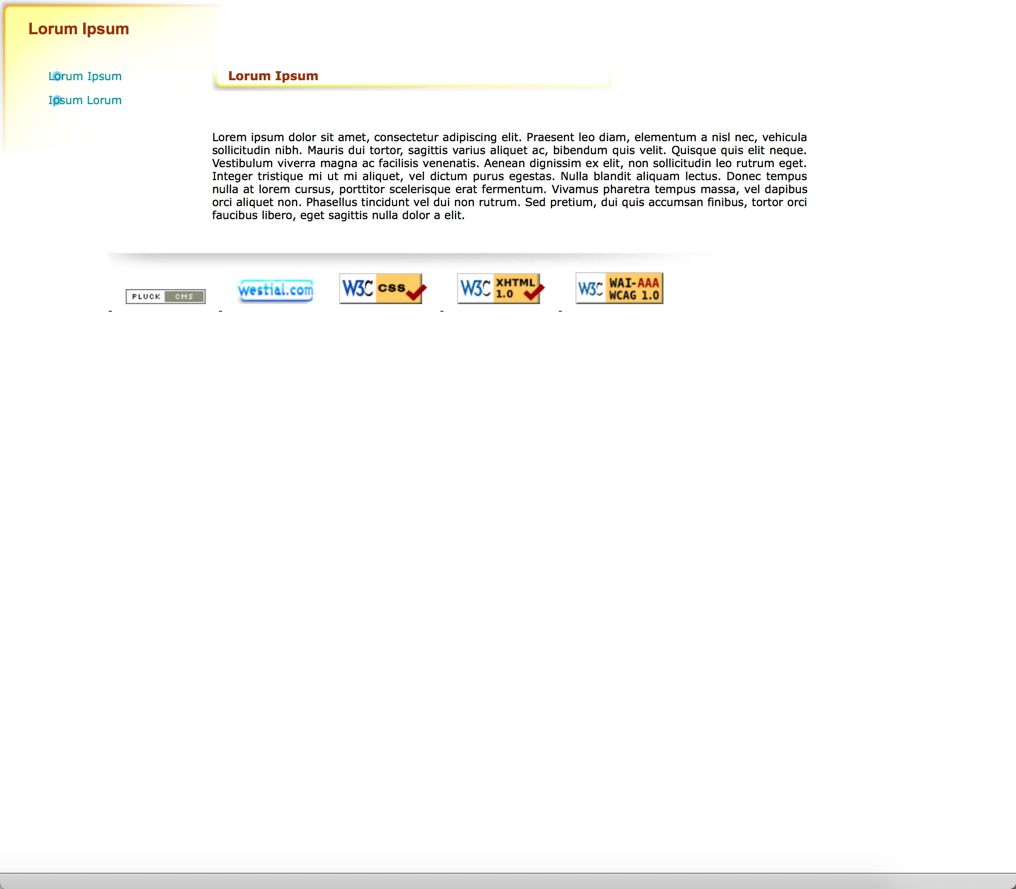 Lorum Ipsum
Lorum Ipsum
Ipsum Lorum
Lorum Ipsum
Lorem ipsum dolor sit amet, consectetur adipiscing elit. Praesent leo diam, elementum a nisl nec, vehicula
sollicitudin nibh. Mauris dui tortor, sagittis varius aliquet ac, bibendum quis velit. Quisque quis elit neque.
Vestibulum viverra magna ac facilisis venenatis. Aenean dignissim ex elit, non sollicitudin leo rutrum eget.
Integer tristique mi ut mi aliquet, vel dictum purus egestas. Nulla blandit aliquam lectus. Donec tempus
nulla at lorem cursus, porttitor scelerisque erat fermentum. Vivamus pharetra tempus massa, vel dapibus
orci aliquet non. Phasellus tincidunt vel dui non rutrum. Sed pretium, dui quis accumsan finibus, tortor orci
faucibus libero, eget sagittis nulla dolor a elit.
PLUCK CMS
westial.com
W3C CSS
W3C XHTML 1.0
W3C WAI-AAA WCAG 1.0